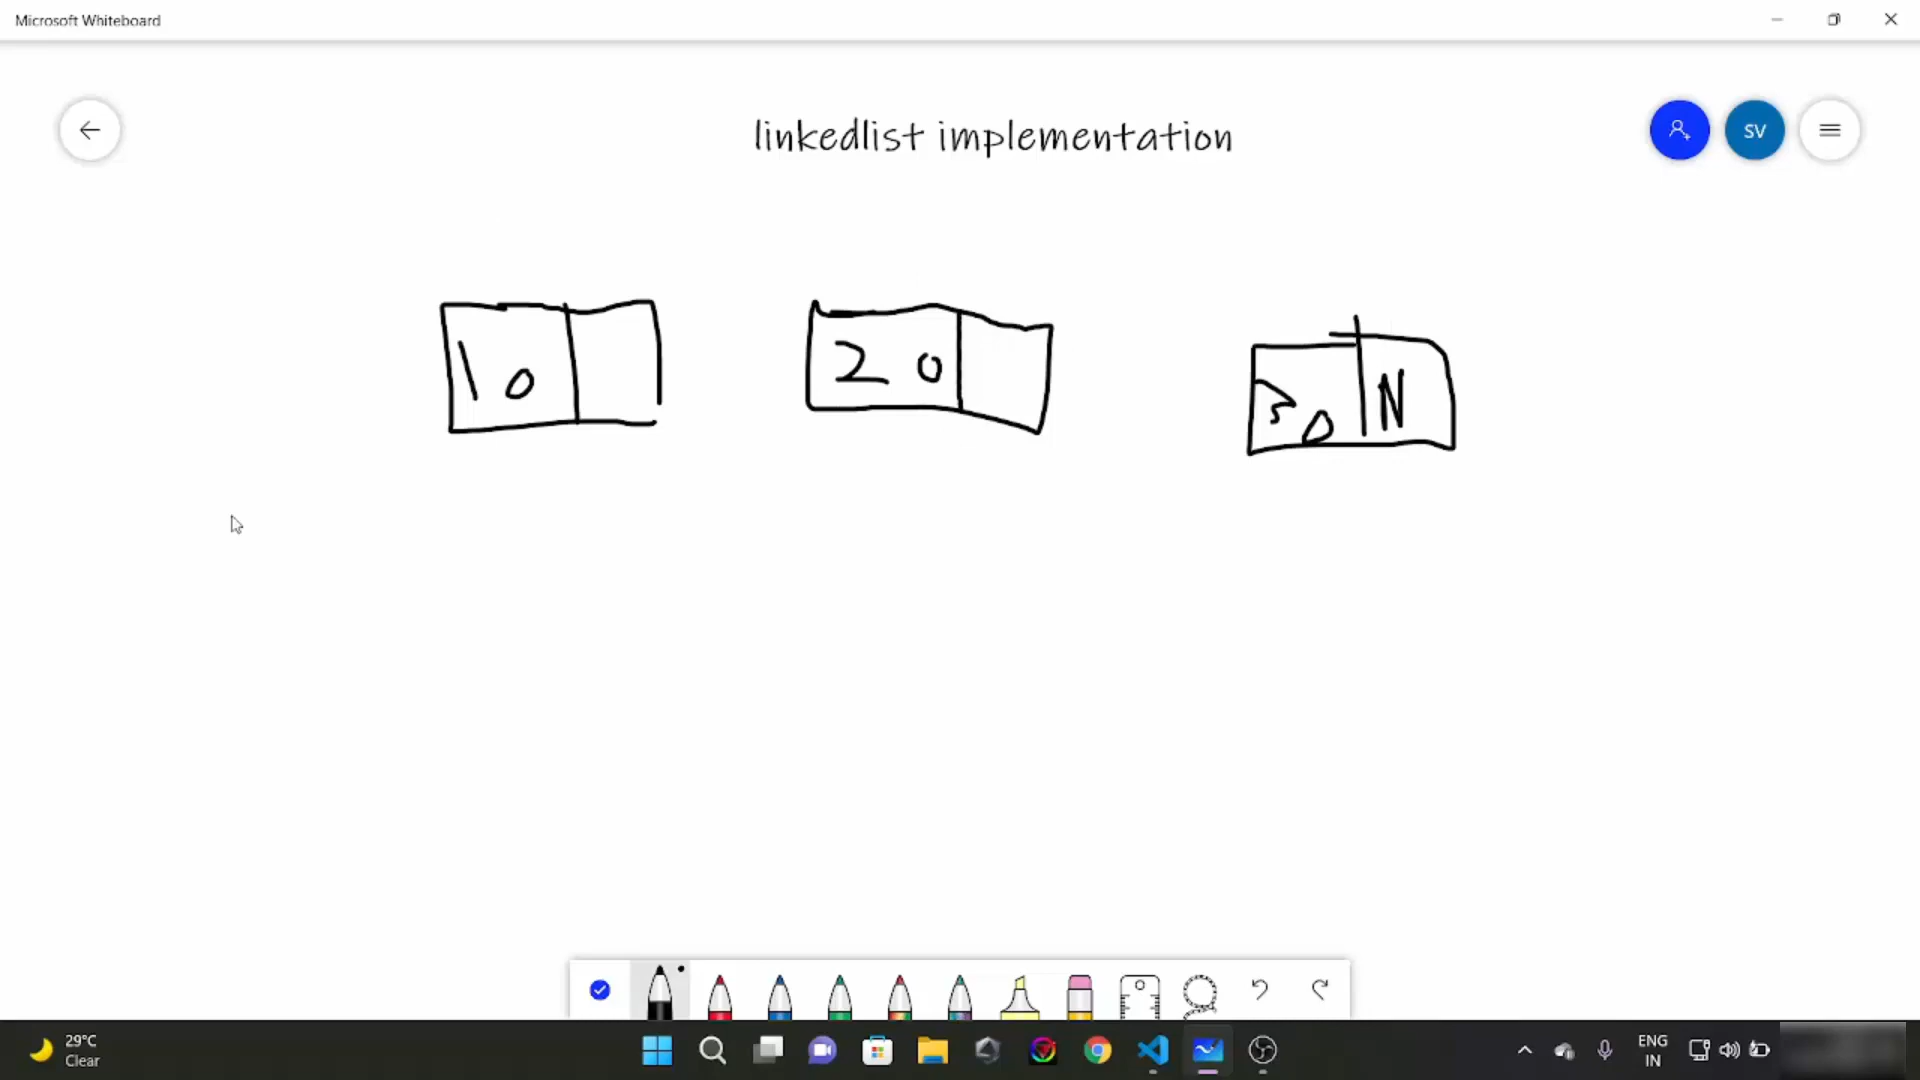 Microsoft Whiteboard
linkedlist implementation
SV
10
20
30 N
29°C
Clear
ENG
IN